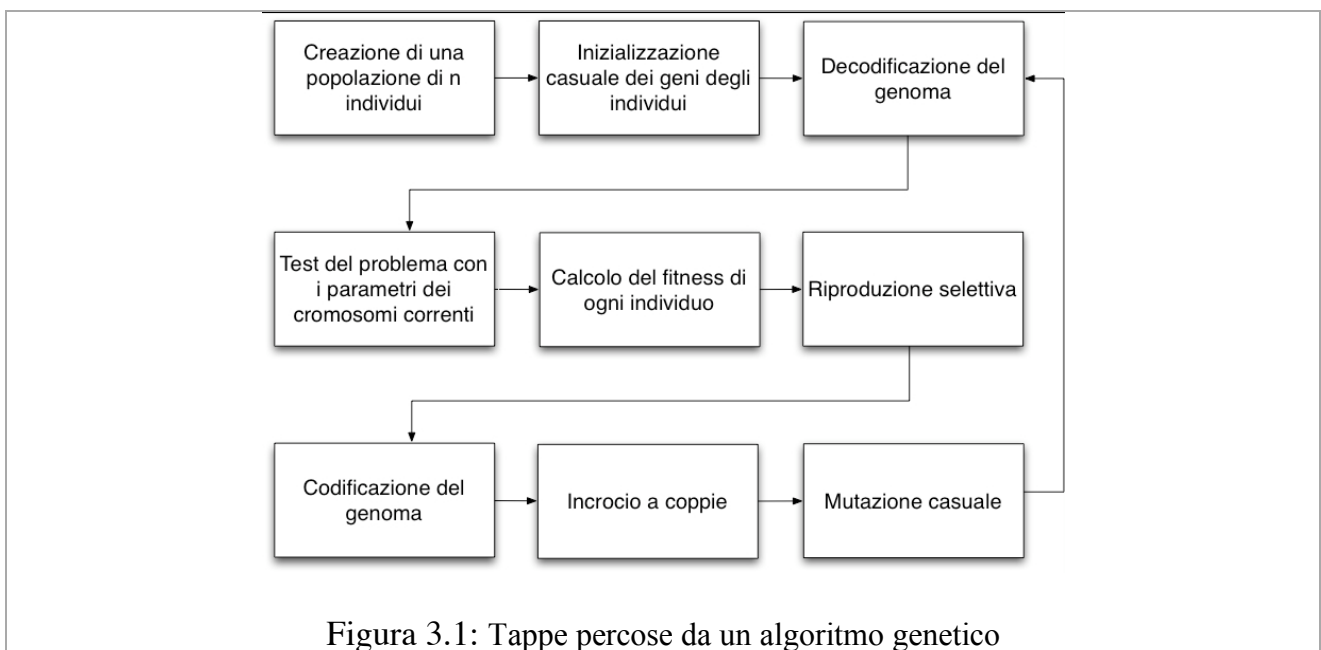 Creazione di una
popolazione di n
individui
Inizializzazione
casuale dei geni degli
individui
Decodificazione del
genoma
Test del problema con
i parametri dei
cromosomi correnti
Calcolo del fitness di
ogni individuo
Riproduzione selettiva
Codificazione del
genoma
Incrocio a coppie
Mutazione casuale
Figura 3.1: Tappe percose da un algoritmo genetico